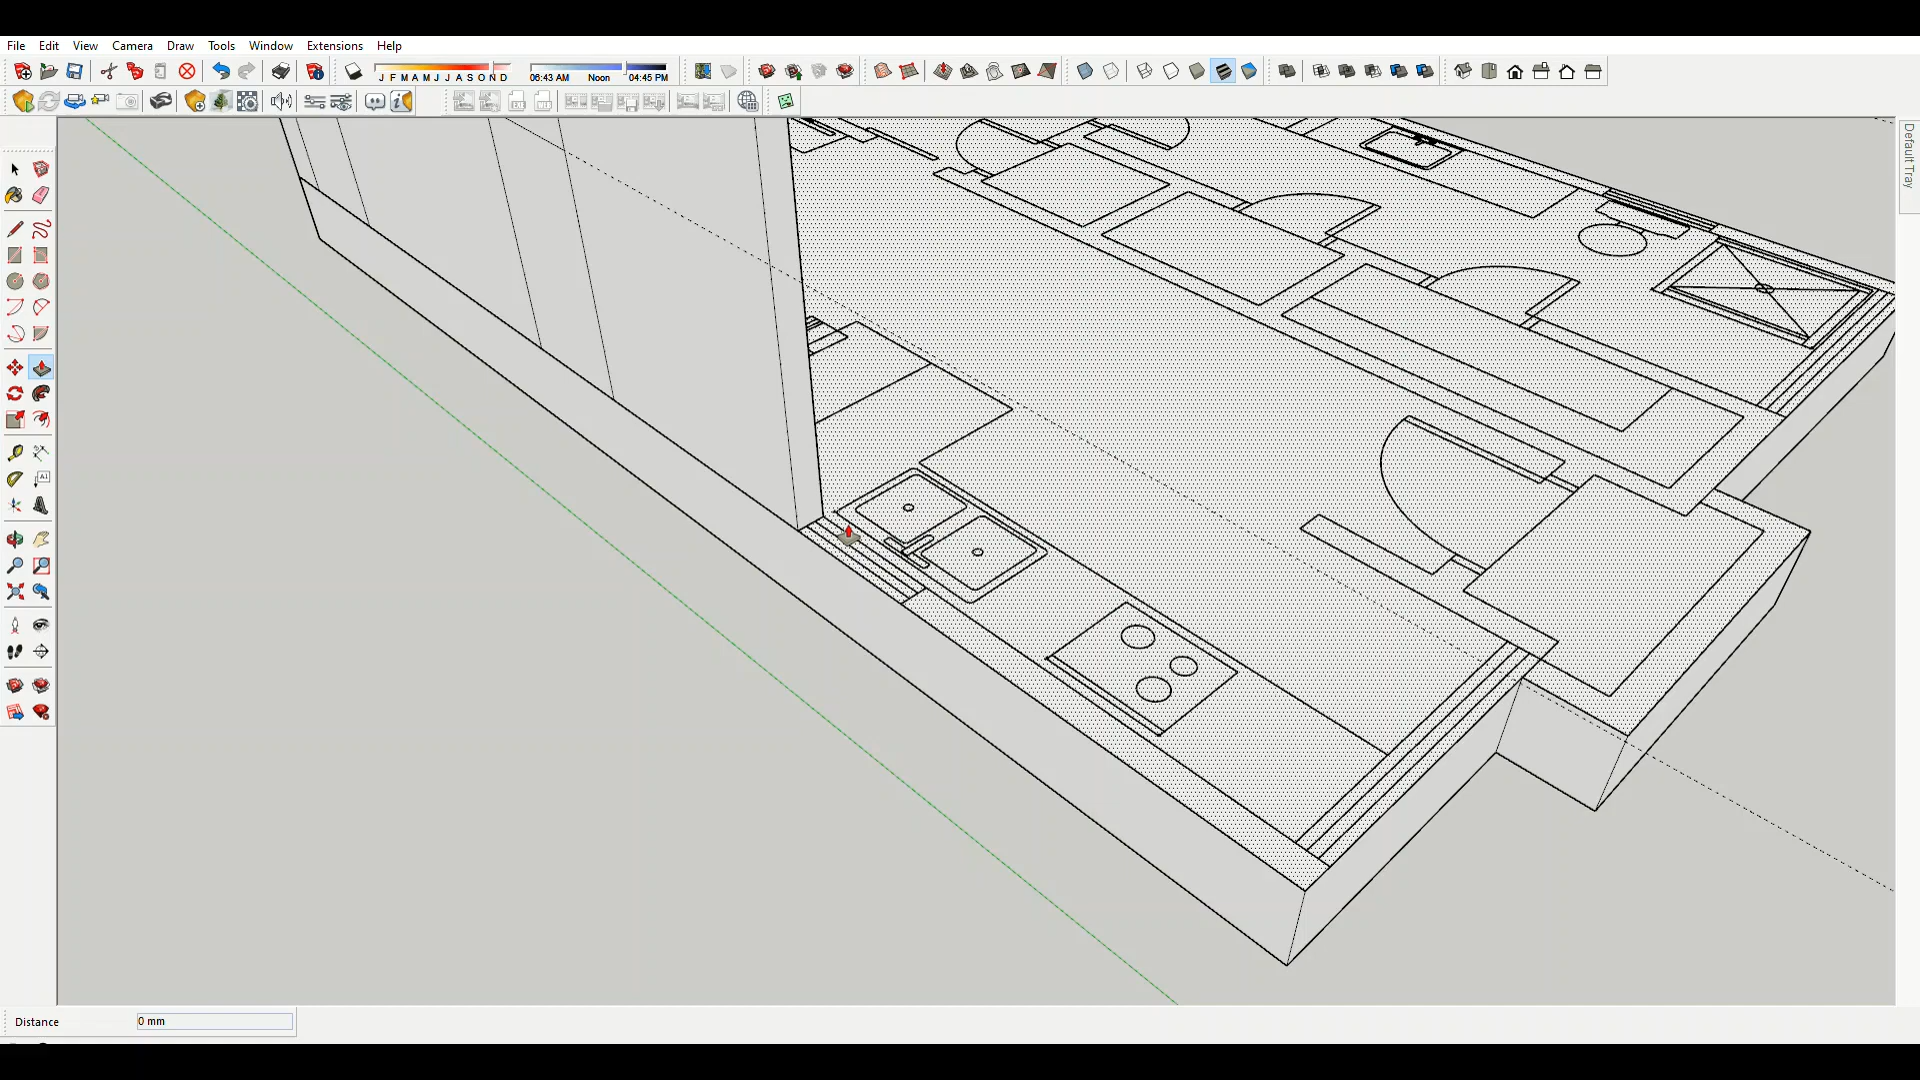 File Edit View Camera Draw Tools Window Extensions Help
J F M A M J J A S O N D 06:43 AM Noon 04:45 PM
Default Tray
Distance 0 mm